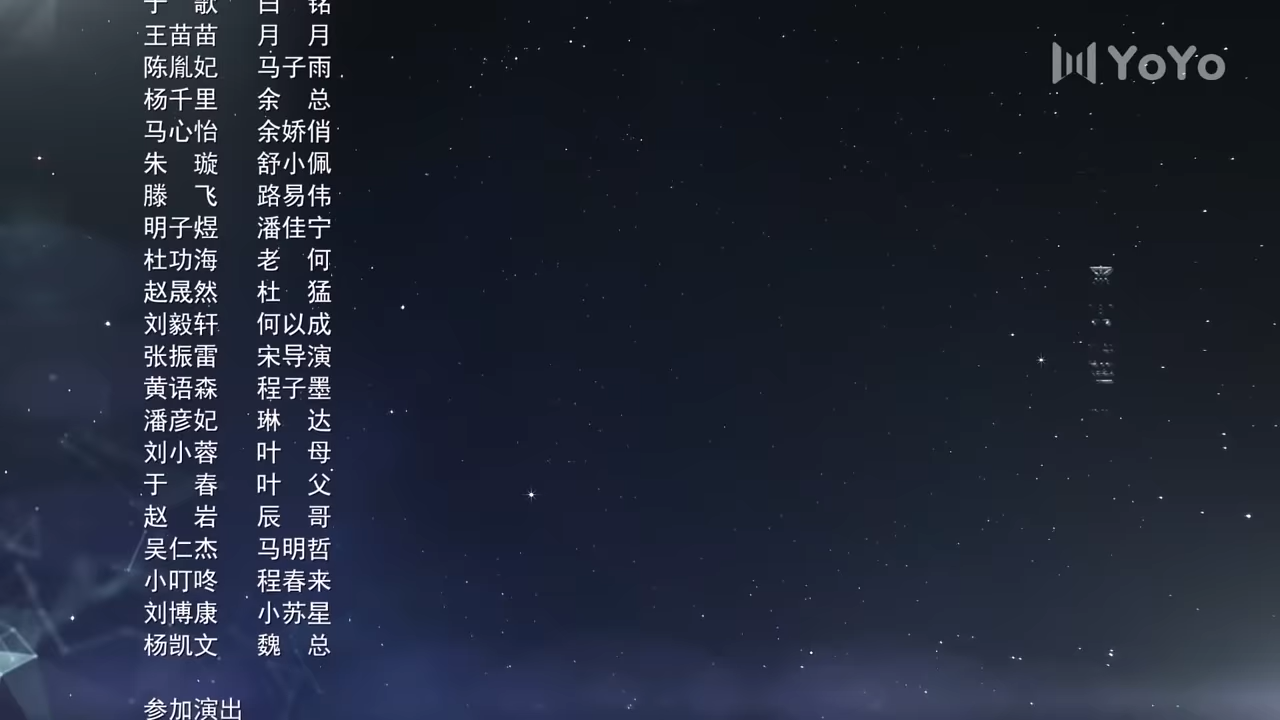 王苗苗 月 月
陈胤妃 马子雨
杨千里 余 总
马心怡 余娇俏
朱 璇 舒小佩
滕 飞 路易伟
明子煜 潘佳宁
杜功海 老 何
赵晟然 杜 猛
刘毅轩 何以成
张振雷 宋导演
黄语森 程子墨
潘彦妃 琳 达
刘小蓉 叶 母
于 春 叶 父
赵 岩 辰 哥
吴仁杰 马明哲
小叮咚 程春来
刘博康 小苏星
杨凯文 魏 总
参加演出
YoYo